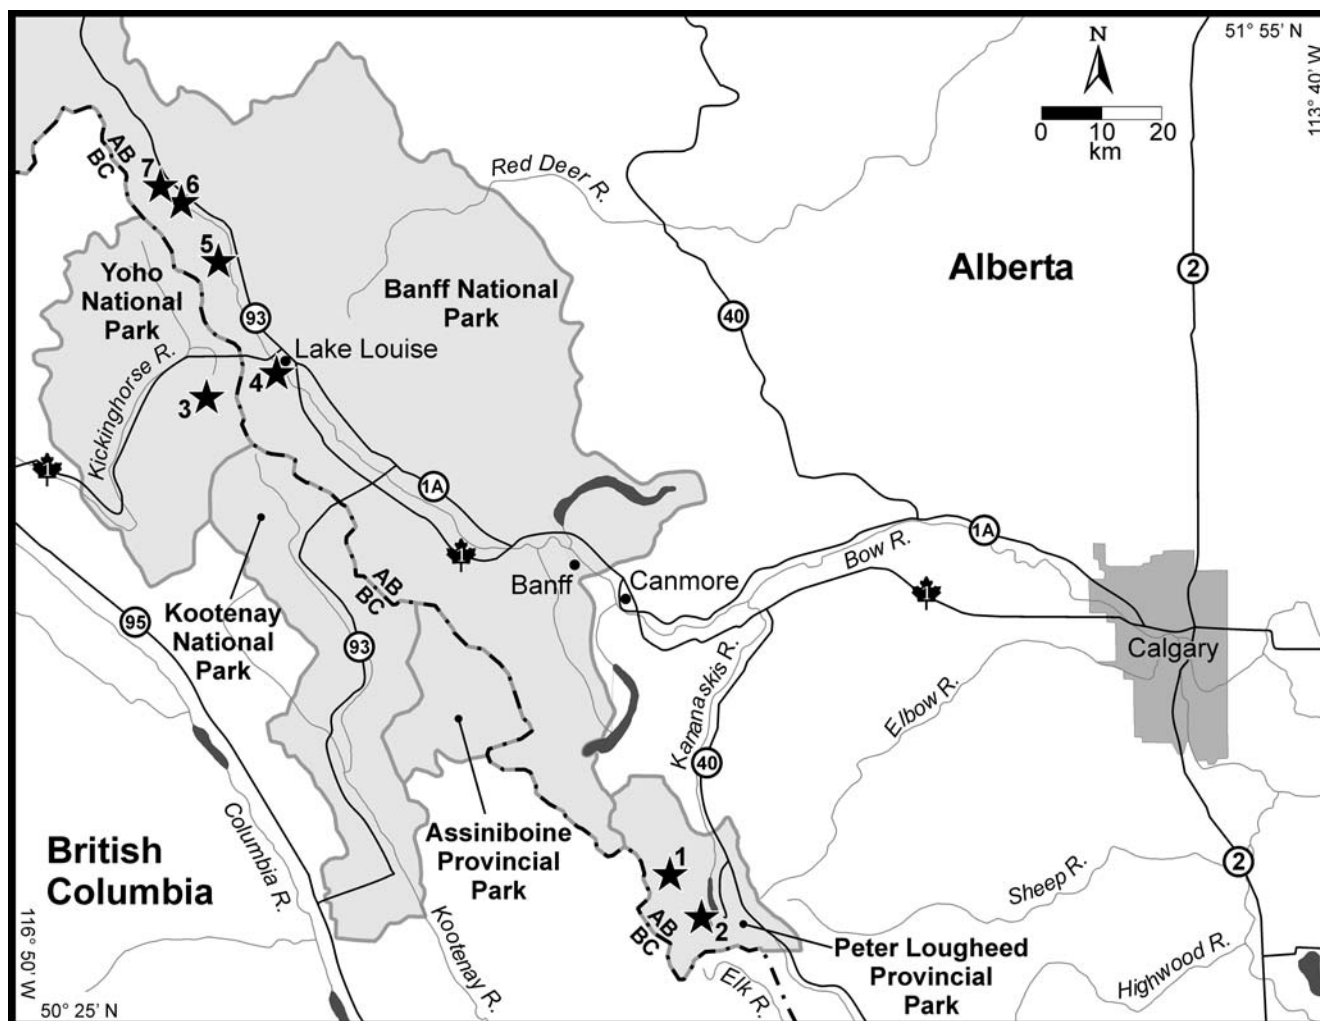 51° 55' N
113° 40' W
N
0 10 20
km
AB
BC
7
6
5
Red Deer R.
Alberta
2
Yoho
National
Park
Banff National
Park
93
40
Lake Louise
4
3
Kickinghorse R.
1
1A
1A
Bow R.
1
Banff
Canmore
1
AB
BC
Calgary
Kootenay
National
Park
95
93
Kananaskis R.
Elbow R.
40
Columbia R.
Assiniboine
Provincial
Park
British
Columbia
1
2
AB
BC
2
Sheep R.
Kootenay R.
Peter Lougheed
Provincial
Park
Elk R.
Highwood R.
116° 50' W
50° 25' N